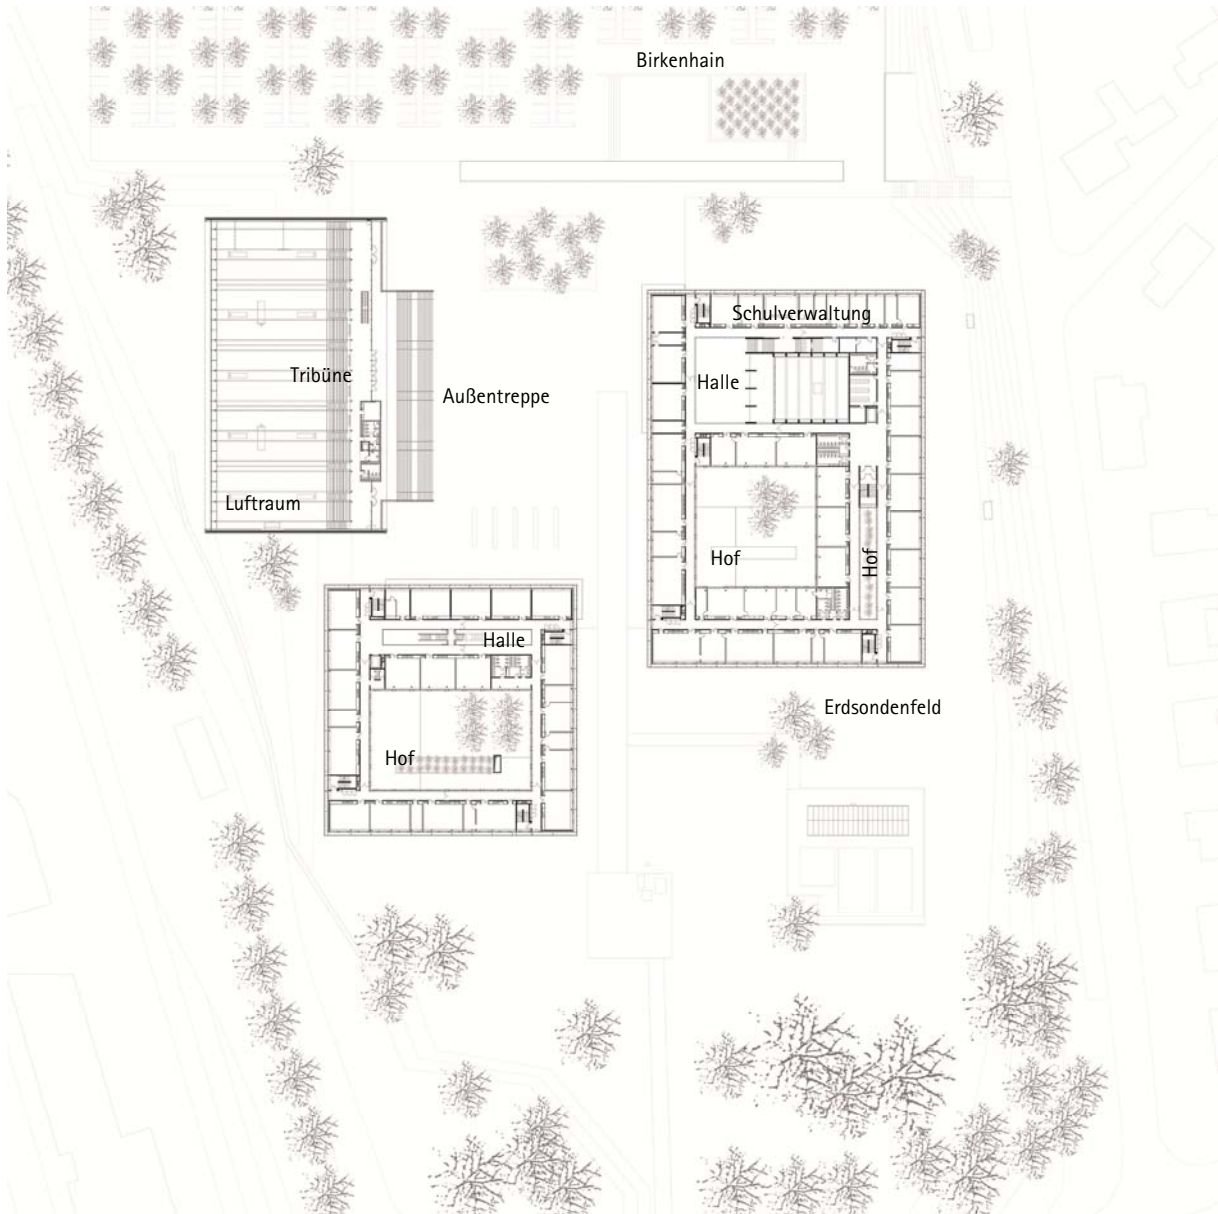 Birkenhain
Schulverwaltung
Tribüne
Halle
Außentreppe
Luftraum
Hof
Hof
Halle
Erdsondenfeld
Hof